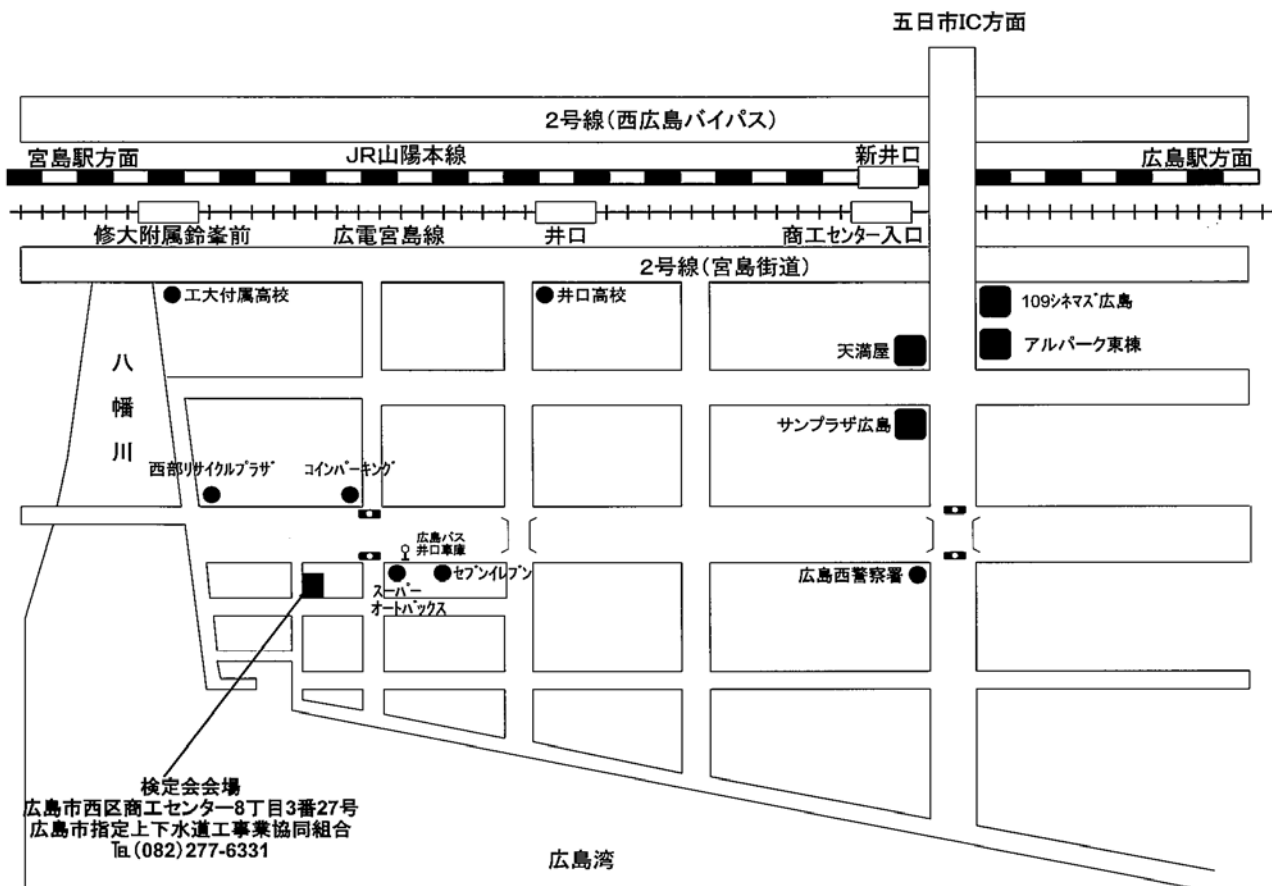 五日市IC方面
2号線(西広島バイパス)
宮島駅方面
JR山陽本線
新井口
広島駅方面
修大附属鈴峯前
広電宮島線
井口
商工センター入口
2号線(宮島街道)
工大付属高校
井口高校
109シネマズ広島
天満屋
アルパーク東棟
八幡川
サンプラザ広島
西部リサイクルプラザ
コインパーキング
広島バス
井口車庫
セブンイレブン
スーパー
オートバックス
広島西警察署
検定会会場
広島市西区商工センター8丁目3番27号
広島市指定上下水道工事業協同組合
℡(082)277-6331
広島湾